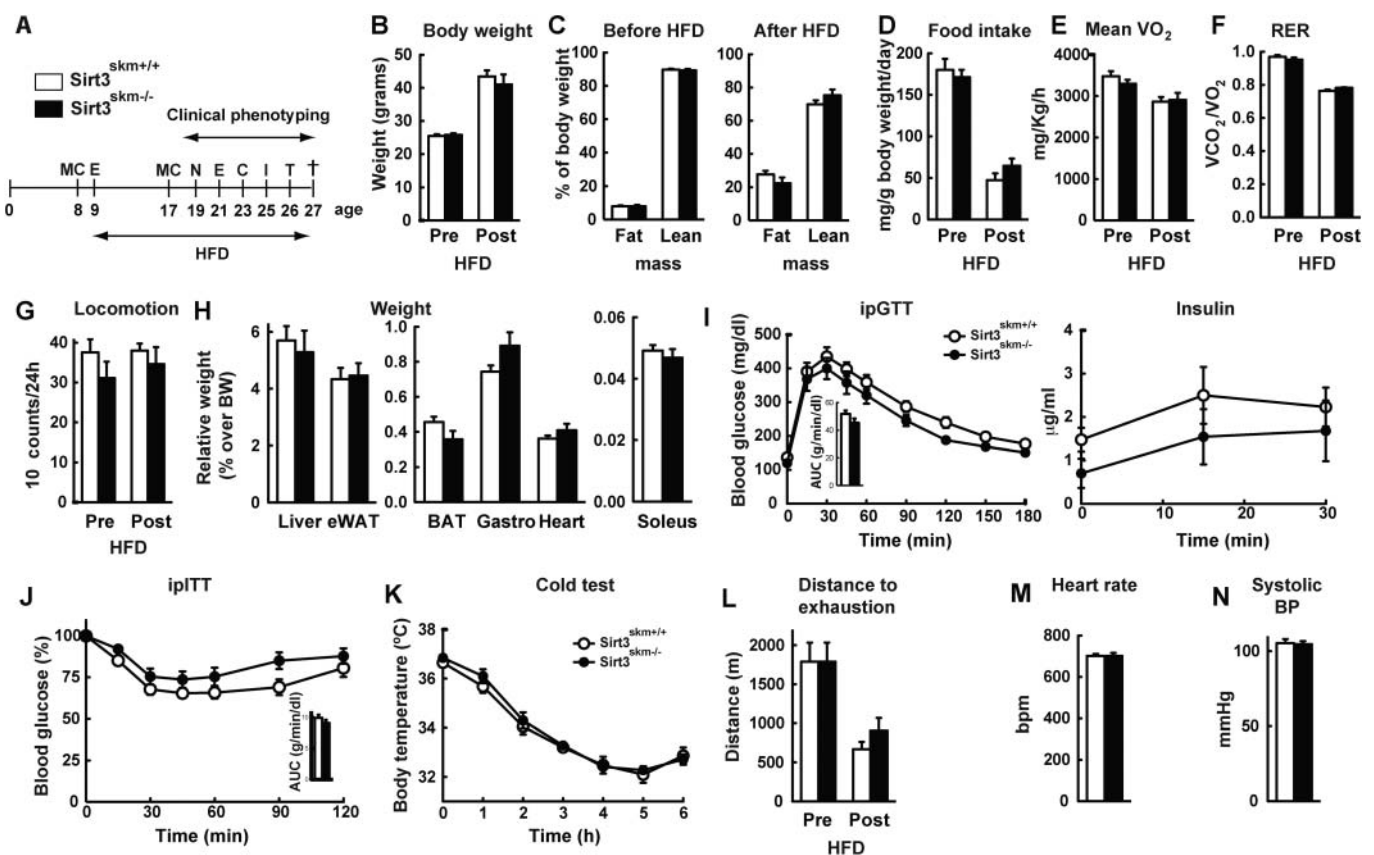 A
Sirt3skm+/+
Sirt3skm-/-
Clinical phenotyping
MC E MC N E C I T †
0 8 9 17 19 21 23 25 26 27 age
HFD
B Body weight
Weight (grams)
60
50
40
30
20
10
0
Pre Post
HFD
C Before HFD After HFD
% of body weight
100
80
60
40
20
0
Fat Lean
mass
100
80
60
40
20
0
Fat Lean
mass
D Food intake
mg/g body weight/day
200
150
100
50
0
Pre Post
HFD
E Mean VO2
mg/Kg/h
4000
3000
2000
1000
0
Pre Post
HFD
F RER
VCO2/VO2
1.0
0.8
0.6
0.4
0.2
0.0
Pre Post
HFD
G Locomotion
10 counts/24h
40
30
20
10
0
Pre Post
HFD
H Weight
Relative weight
(% over BW)
6
4
2
0
Liver eWAT
1.0
0.8
0.6
0.4
0.2
0.0
BAT Gastro Heart
0.06
0.04
0.02
0.00
Soleus
I ipGTT
Sirt3skm+/+
Sirt3skm-/-
Blood glucose (mg/dl)
500
400
300
200
100
0
AUC (g/min/dl)
60
40
20
0
0 30 60 90 120 150 180
Time (min)
Insulin
µg/ml
4
3
2
1
0
0 10 20 30
Time (min)
J ipITT
Blood glucose (%)
100
75
50
25
0
AUC (g/min/dl)
0 30 60 90 120
Time (min)
K Cold test
Sirt3skm+/+
Sirt3skm-/-
Body temperature (ºC)
38
36
34
32
0 1 2 3 4 5 6
Time (h)
L Distance to
exhaustion
Distance (m)
2000
1500
1000
500
0
Pre Post
HFD
M Heart rate
bpm
800
600
400
200
0
N Systolic
BP
mmHg
100
50
0